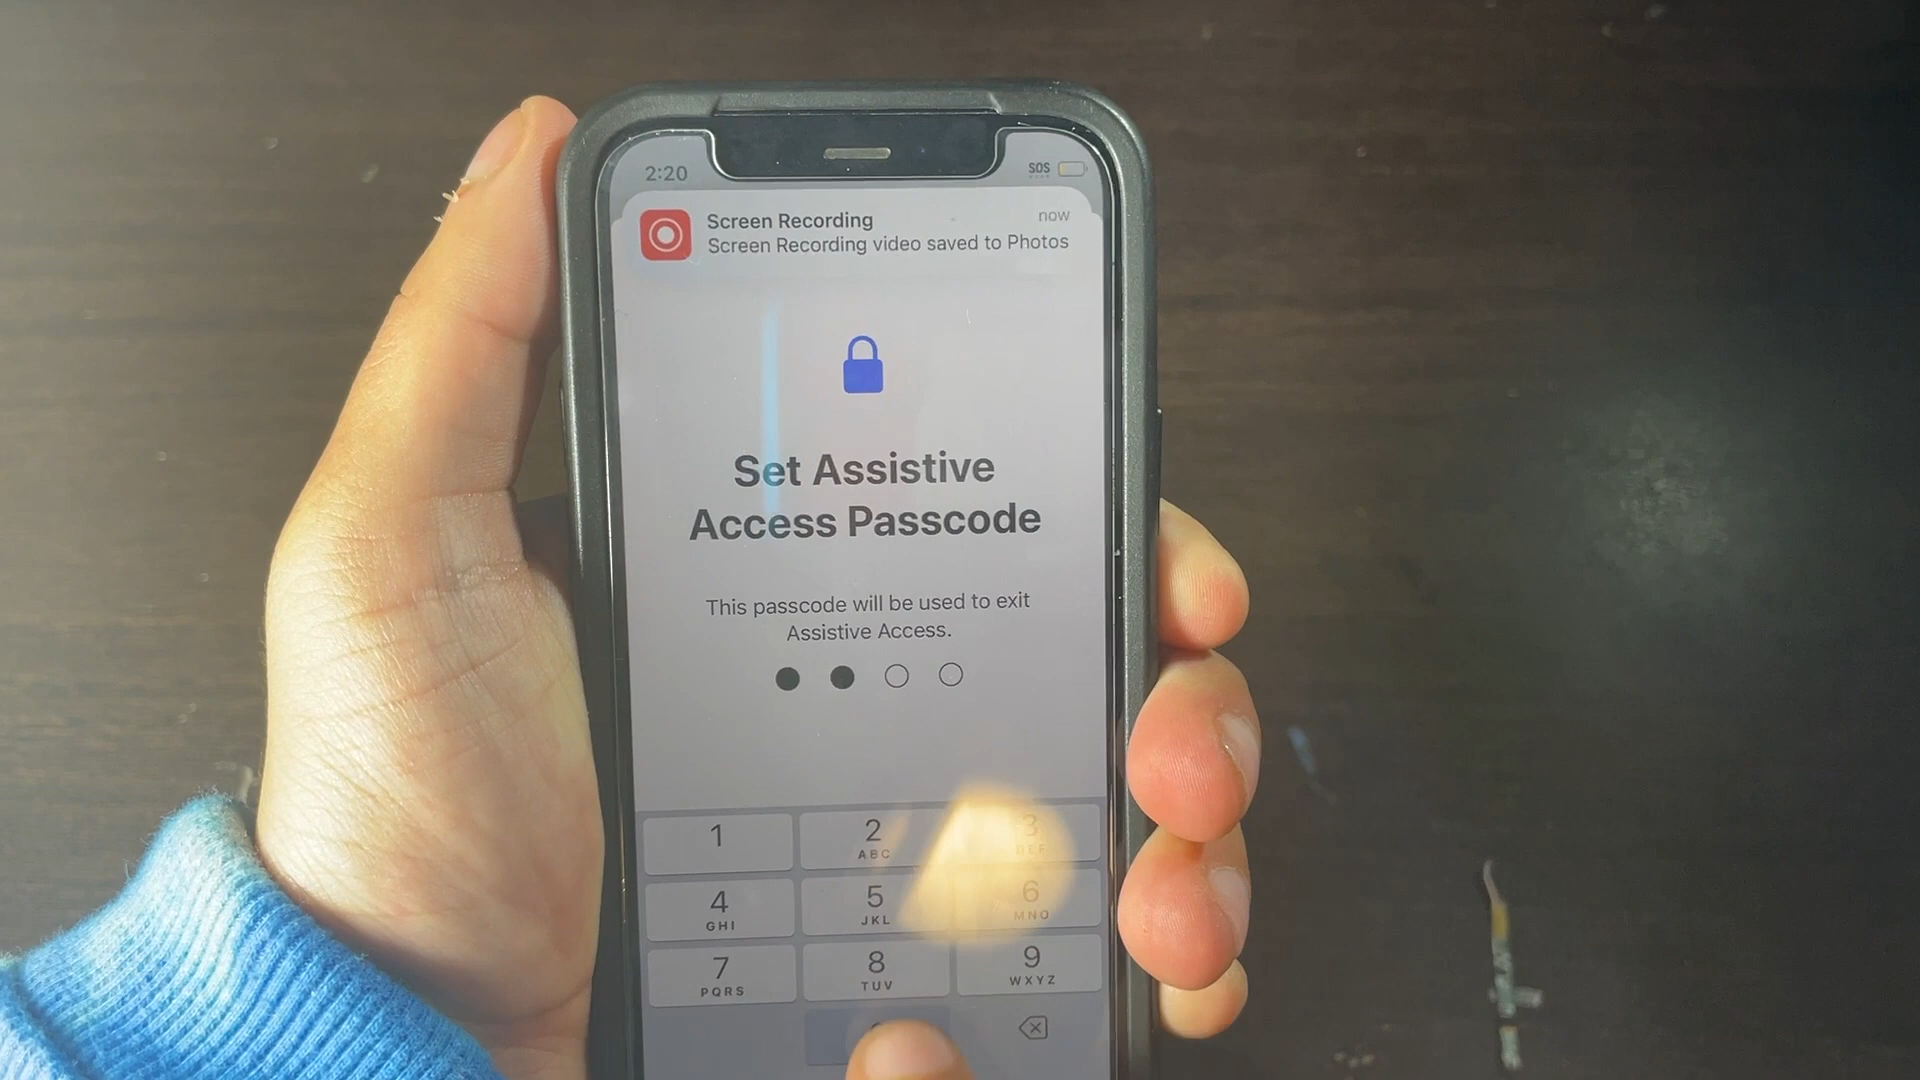 2:20
SOS
Screen Recording
now
Screen Recording video saved to Photos
Set Assistive
Access Passcode
This passcode will be used to exit
Assistive Access.
1
2
ABC
3
DEF
4
GHI
5
JKL
6
MNO
7
PQRS
8
TUV
9
WXYZ